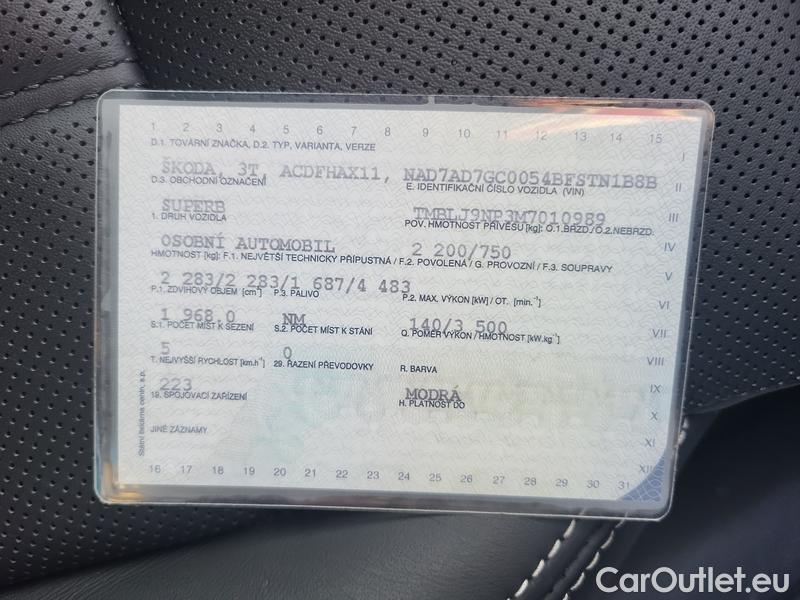 1 2 3 4 5 6 7 8 9 10 11 12 13 14 15
D.1. TOVÁRNÍ ZNAČKA, D.2. TYP, VARIANTA, VERZE
I
ŠKODA, 3T, ACDFHAX11, NAD7AD7GC0054BFSTN1B8B
D.3. OBCHODNÍ OZNAČENÍ E. IDENTIFIKAČNÍ ČÍSLO VOZIDLA (VIN)
II
SUPERB TMBLJ9NP3M7010989
III
1. DRUH VOZIDLA POV. HMOTNOST PŘÍVĚSU [kg]: O.1.BRZD./O.2.NEBRZD.
OSOBNÍ AUTOMOBIL 2 200/750
IV
HMOTNOST [kg]: F.1. NEJVĚTŠÍ TECHNICKY PŘÍPUSTNÁ / F.2. POVOLENÁ / G. PROVOZNÍ / F.3. SOUPRAVY
2 283/2 283/1 687/4 483
V
P.1. ZDVIHOVÝ OBJEM [cm³] P.3. PALIVO P.2. MAX. VÝKON [kW] / OT. [min.⁻¹]
VI
1 968.0 NM 140/3 500
S.1. POČET MÍST K SEZENÍ S.2. POČET MÍST K STÁNÍ Q. POMĚR VÝKON / HMOTNOST [kW.kg⁻¹]
VII
5 0
T. NEJVYŠŠÍ RYCHLOST [km.h⁻¹] 29. ŘAZENÍ PŘEVODOVKY R. BARVA
VIII
223 MODRÁ
IX
19. SPOJOVACÍ ZAŘÍZENÍ H. PLATNOST DO
X
JINÉ ZÁZNAMY
XI
XII
16 17 18 19 20 21 22 23 24 25 26 27 28 29 30 31
Státní tiskárna cenin, s.p.
CarOutlet.eu